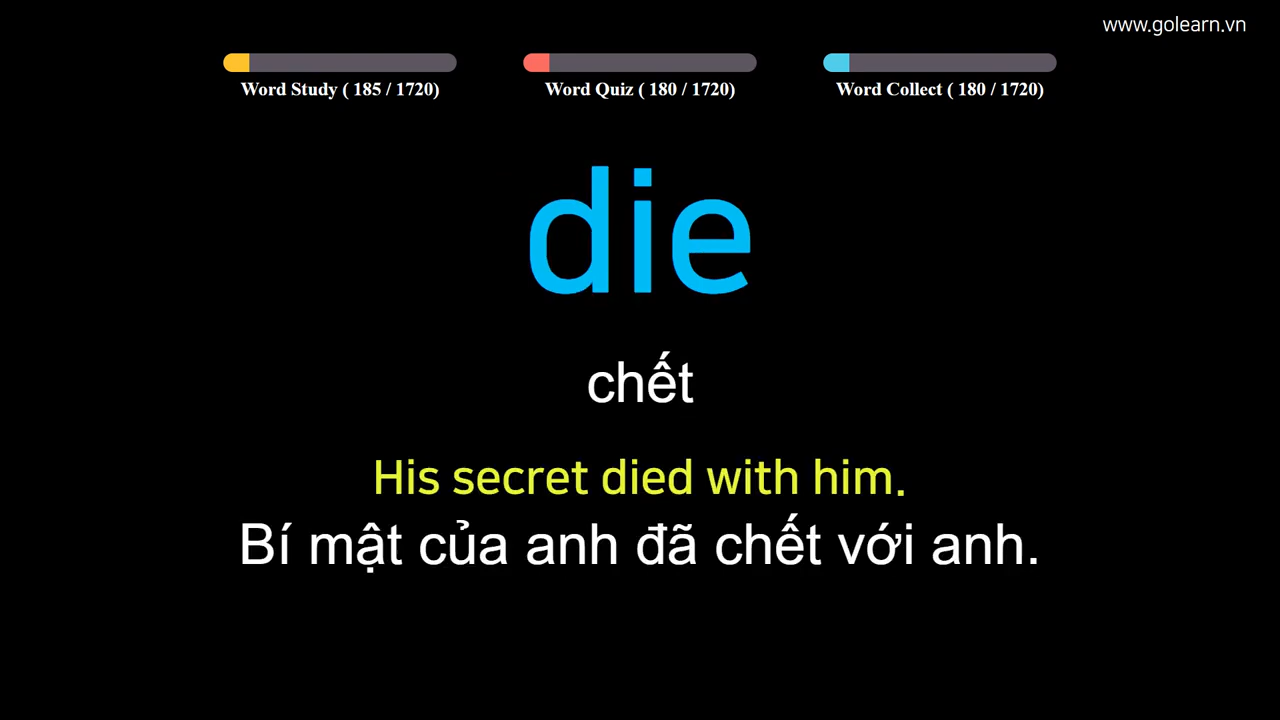 www.golearn.vn
Word Study ( 185 / 1720)
Word Quiz ( 180 / 1720)
Word Collect ( 180 / 1720)
die
chết
His secret died with him.
Bí mật của anh đã chết với anh.